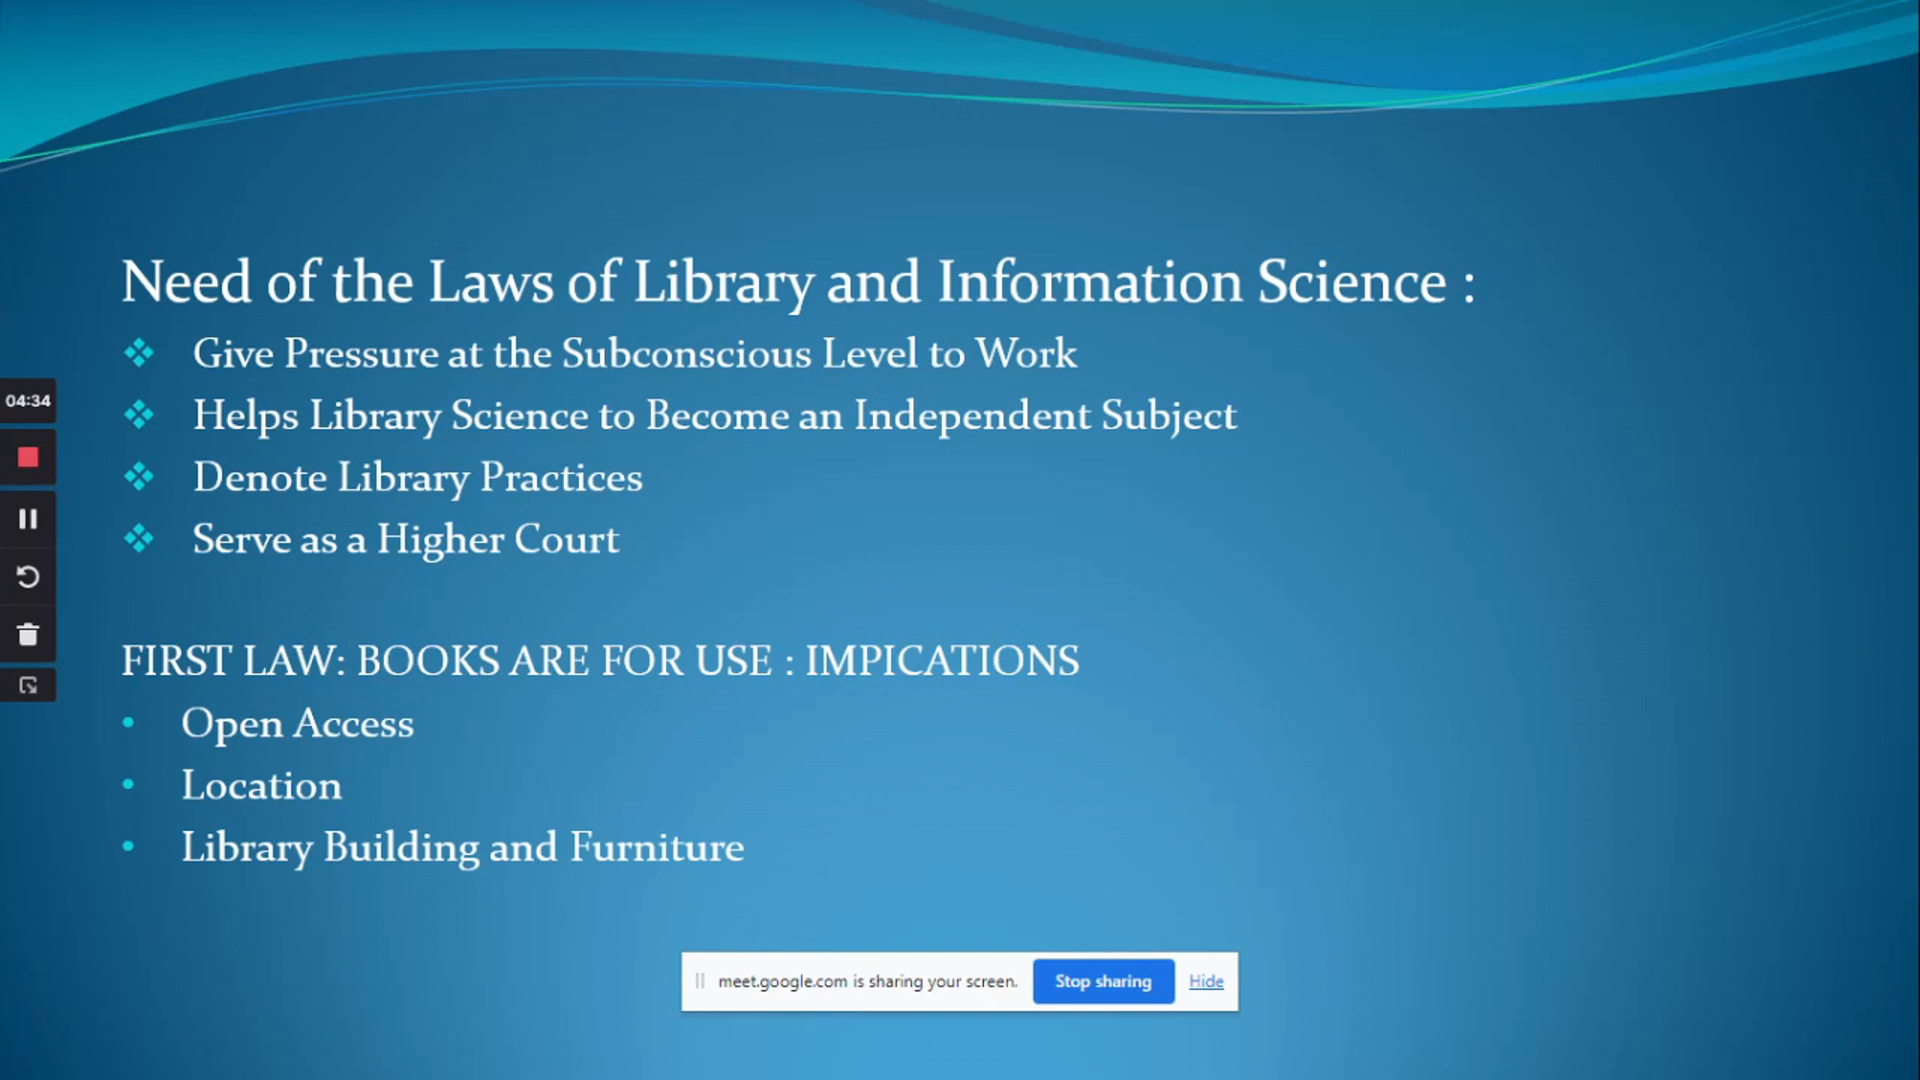 Need of the Laws of Library and Information Science :
Give Pressure at the Subconscious Level to Work
Helps Library Science to Become an Independent Subject
04:34
Denote Library Practices
Serve as a Higher Court
FIRST LAW: BOOKS ARE FOR USE : IMPICATIONS
Open Access
Location
Library Building and Furniture
meet.google.com is sharing your screen. Stop sharing Hide